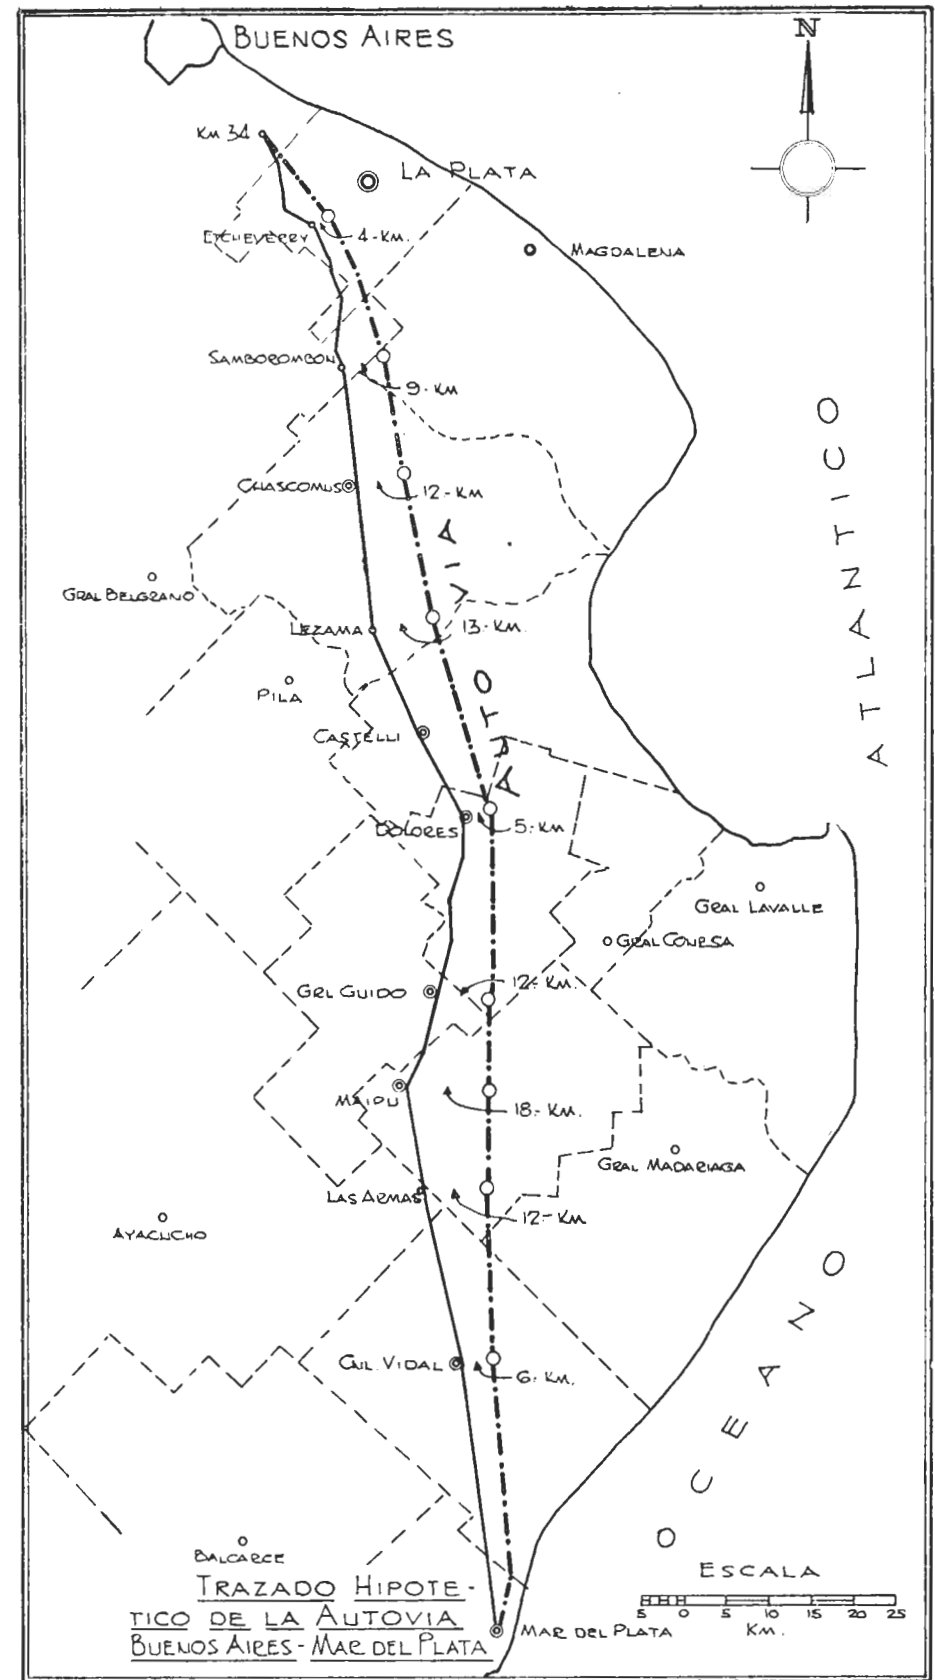 BUENOS AIRES
N
KM 34
LA PLATA
ETCHEVERRY
4-KM.
MAGDALENA
SAMBOROMBON
9-KM
CHASCOMUS
12-KM
VIA
GRAL BELGRANO
LEZAMA
13-KM.
PILA
CASTELLI
APATO
DOLORES
5-KM
ATLANTICO
GRAL LAVALLE
GRAL CONESA
GRL GUIDO
12-KM.
MAIPU
18-KM.
GRAL MADARIAGA
LAS ARMAS
12-KM
AYACUCHO
CNL. VIDAL
6-KM.
OCEANO
BALCARCE
ESCALA
5 0 5 10 15 20 25
KM.
TRAZADO HIPOTE-
TICO DE LA AUTOVIA
BUENOS AIRES - MAR DEL PLATA
MAR DEL PLATA